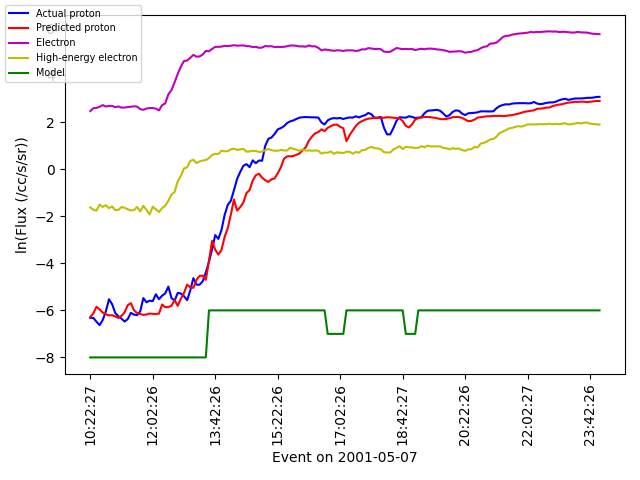 Actual proton
Predicted proton
Electron
High-energy electron
Model
ln(Flux (/cc/s/sr))
2
0
−2
−4
−6
−8
10:22:27
12:02:26
13:42:26
15:22:26
17:02:26
18:42:27
20:22:26
22:02:27
23:42:26
Event on 2001-05-07